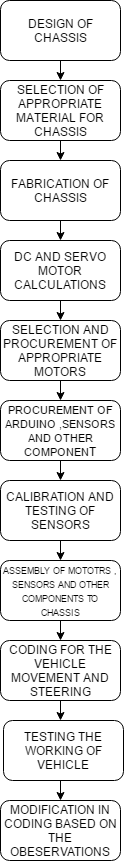 DESIGN OF
CHASSIS
SELECTION OF
APPROPRIATE
MATERIAL FOR
CHASSIS
FABRICATION OF
CHASSIS
DC AND SERVO
MOTOR
CALCULATIONS
SELECTION AND
PROCUREMENT OF
APPROPRIATE
MOTORS
PROCUREMENT OF
ARDUINO ,SENSORS
AND OTHER
COMPONENT
CALIBRATION AND
TESTING OF
SENSORS
ASSEMBLY OF MOTOTRS ,
SENSORS AND OTHER
COMPONENTS TO
CHASSIS
CODING FOR THE
VEHICLE
MOVEMENT AND
STEERING
TESTING THE
WORKING OF
VEHICLE
MODIFICATION IN
CODING BASED ON
THE
OBESERVATIONS